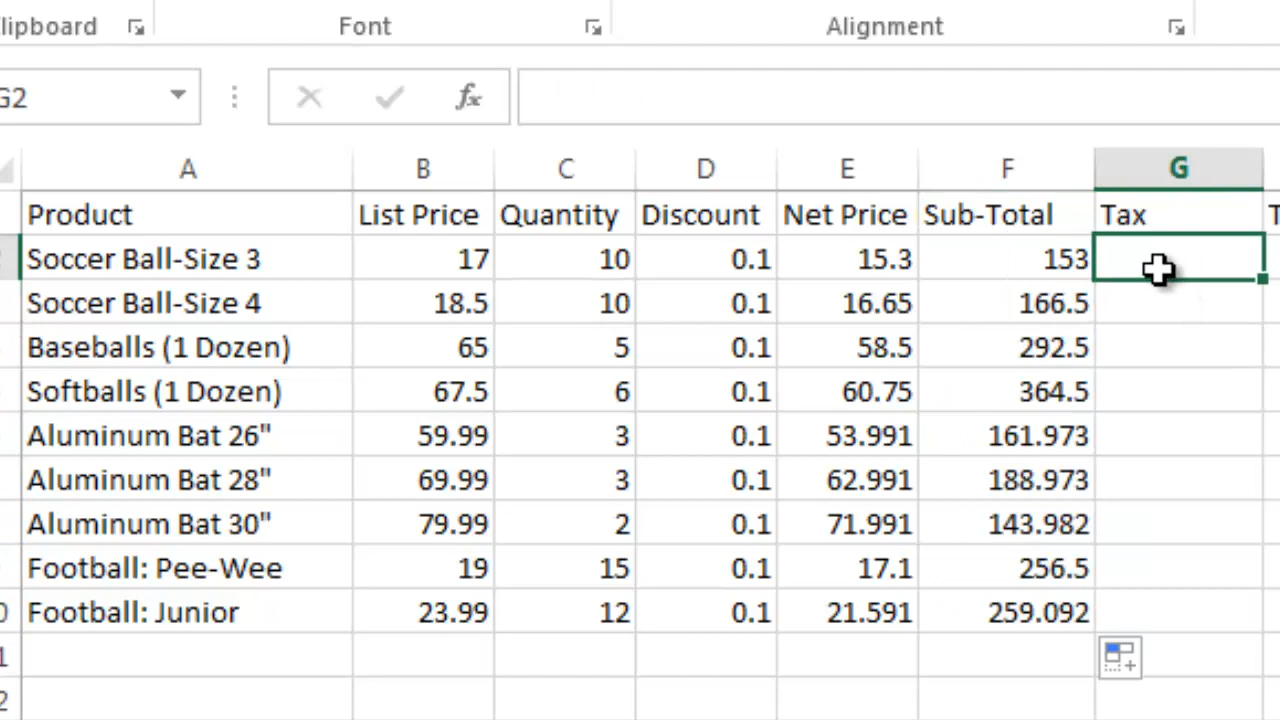 lipboard Font Alignment
G2 fx
A B C D E F G
Product List Price Quantity Discount Net Price Sub-Total Tax T
Soccer Ball-Size 3 17 10 0.1 15.3 153
Soccer Ball-Size 4 18.5 10 0.1 16.65 166.5
Baseballs (1 Dozen) 65 5 0.1 58.5 292.5
Softballs (1 Dozen) 67.5 6 0.1 60.75 364.5
Aluminum Bat 26" 59.99 3 0.1 53.991 161.973
Aluminum Bat 28" 69.99 3 0.1 62.991 188.973
Aluminum Bat 30" 79.99 2 0.1 71.991 143.982
Football: Pee-Wee 19 15 0.1 17.1 256.5
0 Football: Junior 23.99 12 0.1 21.591 259.092
1
2